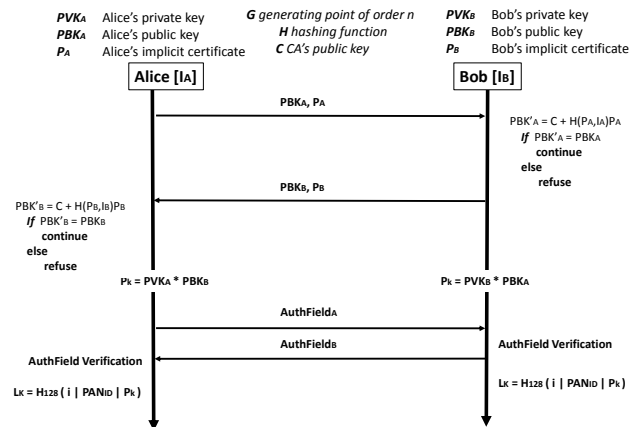 PVKA Alice's private key
PBKA Alice's public key
PA Alice's implicit certificate
G generating point of order n
H hashing function
C CA's public key
PVKB Bob's private key
PBKB Bob's public key
PB Bob's implicit certificate
Alice [IA]
Bob [IB]
PBKA, PA
PBK'A = C + H(PA,IA)PA
If PBK'A = PBKA
continue
else
refuse
PBKB, PB
PBK'B = C + H(PB,IB)PB
If PBK'B = PBKB
continue
else
refuse
Pk = PVKA * PBKB
Pk = PVKB * PBKA
AuthFieldA
AuthFieldB
AuthField Verification
AuthField Verification
LK = H128 ( i | PANID | Pk )
LK = H128 ( i | PANID | Pk )